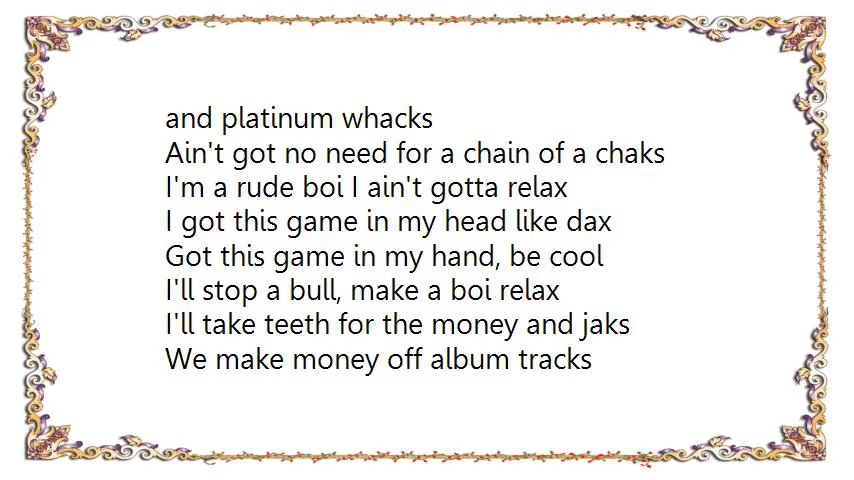 and platinum whacks
Ain't got no need for a chain of a chaks
I'm a rude boi I ain't gotta relax
I got this game in my head like dax
Got this game in my hand, be cool
I'll stop a bull, make a boi relax
I'll take teeth for the money and jaks
We make money off album tracks